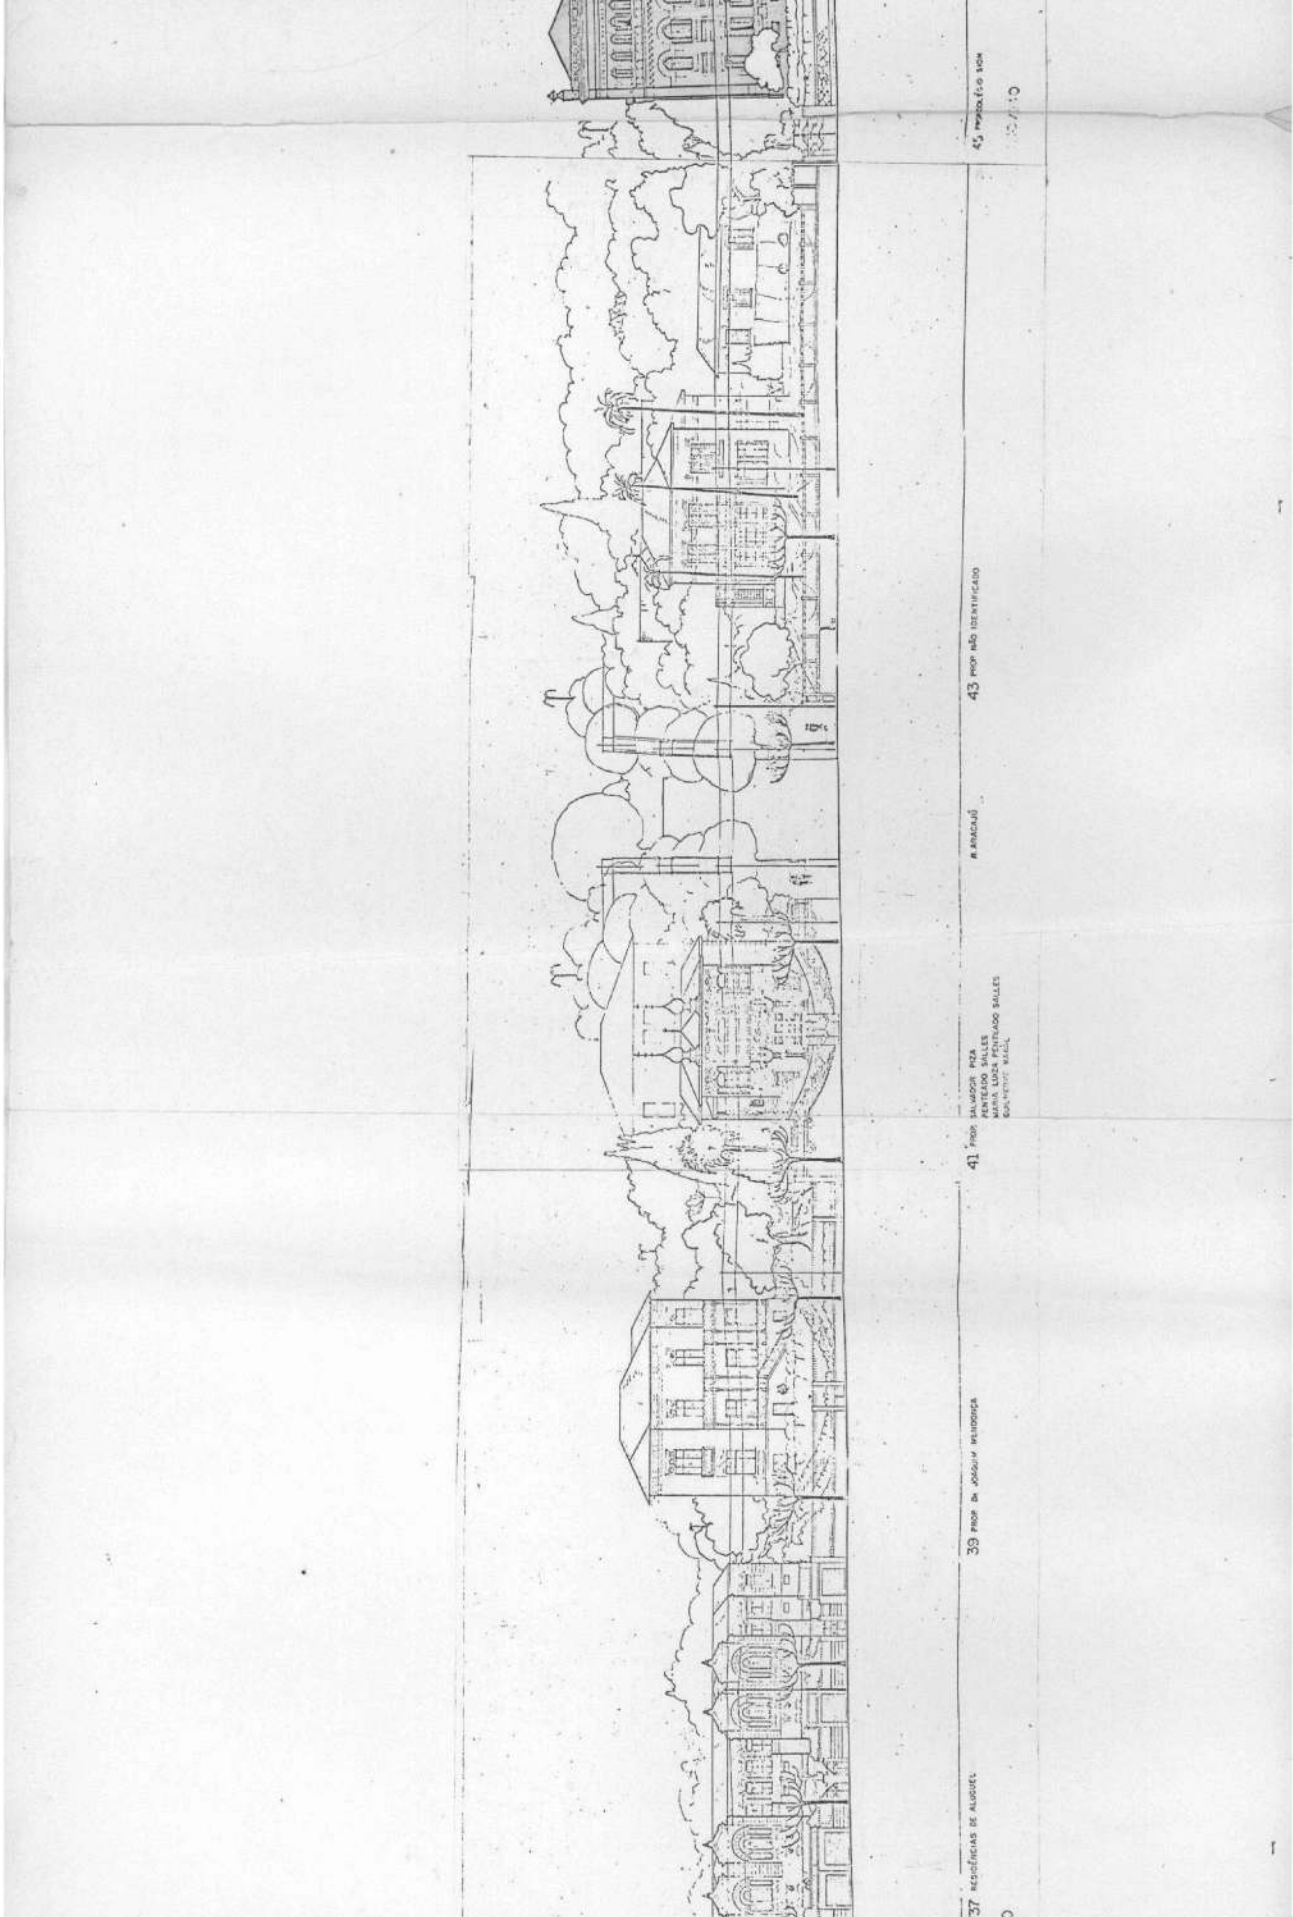 37 RESIDÊNCIAS DE ALUGUEL
39 PROP. Dr. JOAQUIM MENDONÇA
41 PROP. SALVADOR PIZA
PENTEADO SALLES
MARIA LUIZA PENTEADO SALLES
GUILHERME
R. ARACAJÚ
43 PROP. NÃO IDENTIFICADO
45 SION